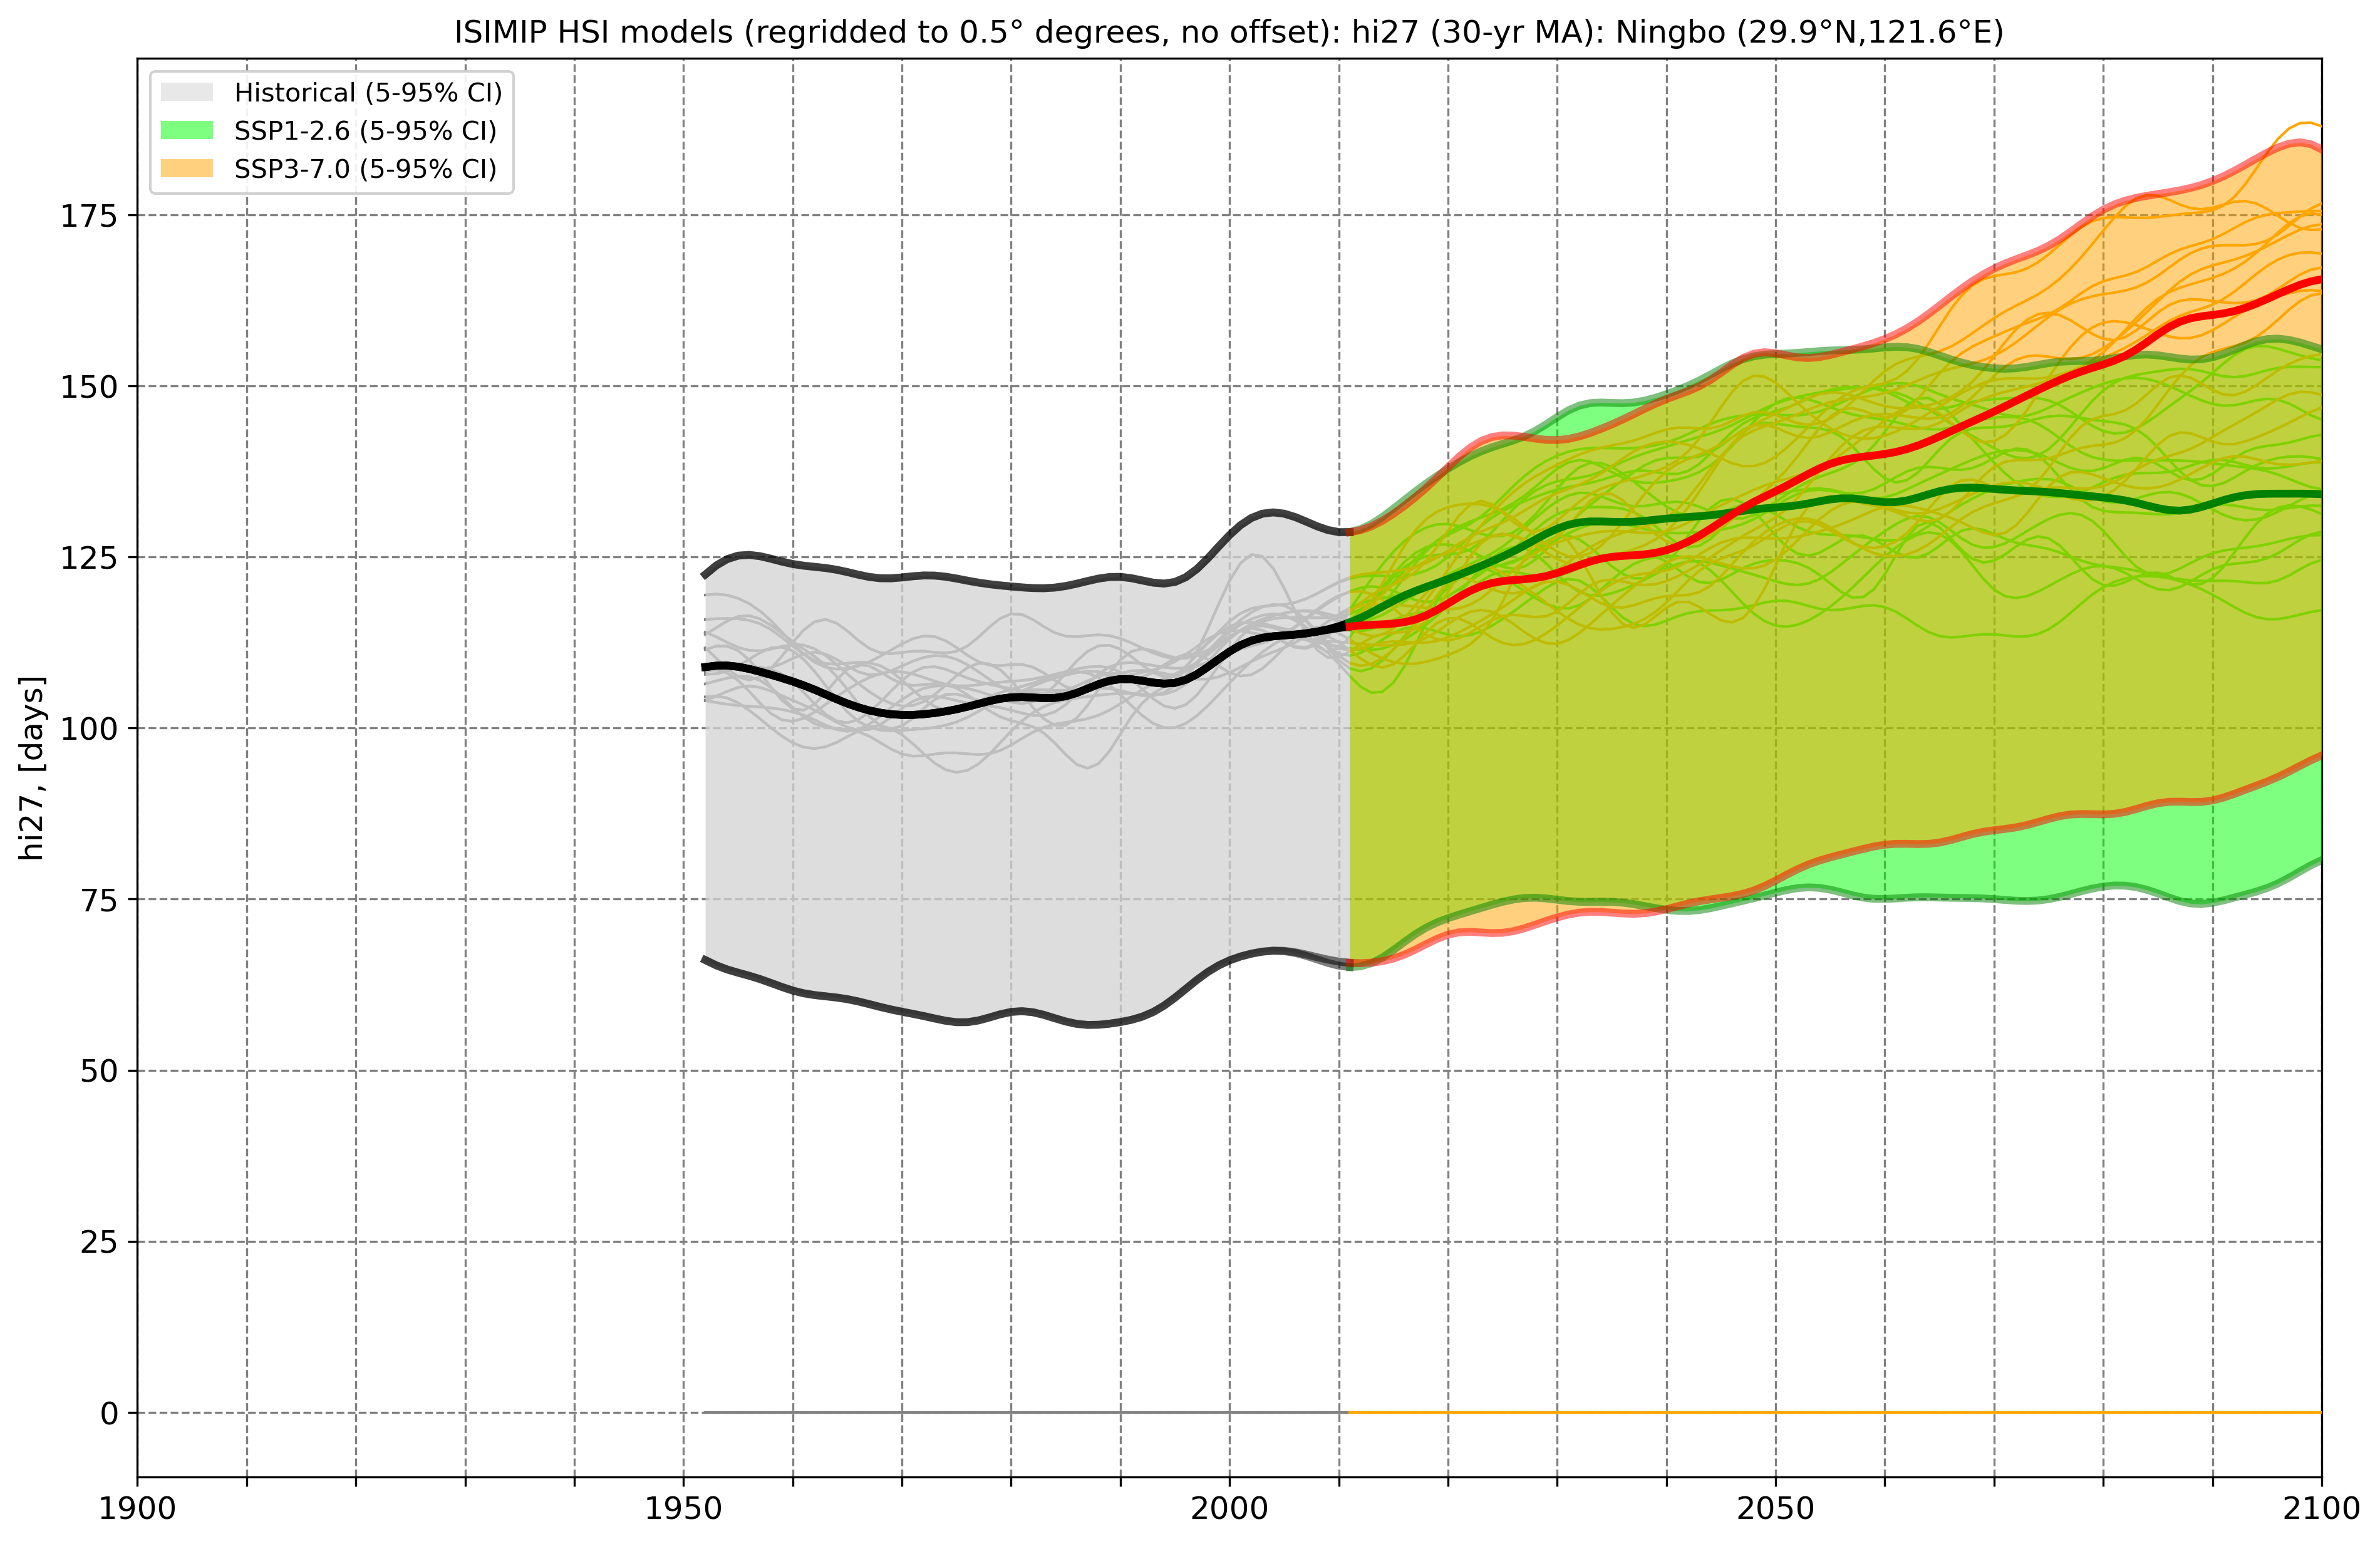 ISIMIP HSI models (regridded to 0.5° degrees, no offset): hi27 (30-yr MA): Ningbo (29.9°N,121.6°E)
Historical (5-95% CI)
SSP1-2.6 (5-95% CI)
SSP3-7.0 (5-95% CI)
hi27, [days]
175
150
125
100
75
50
25
0
1900 1950 2000 2050 2100